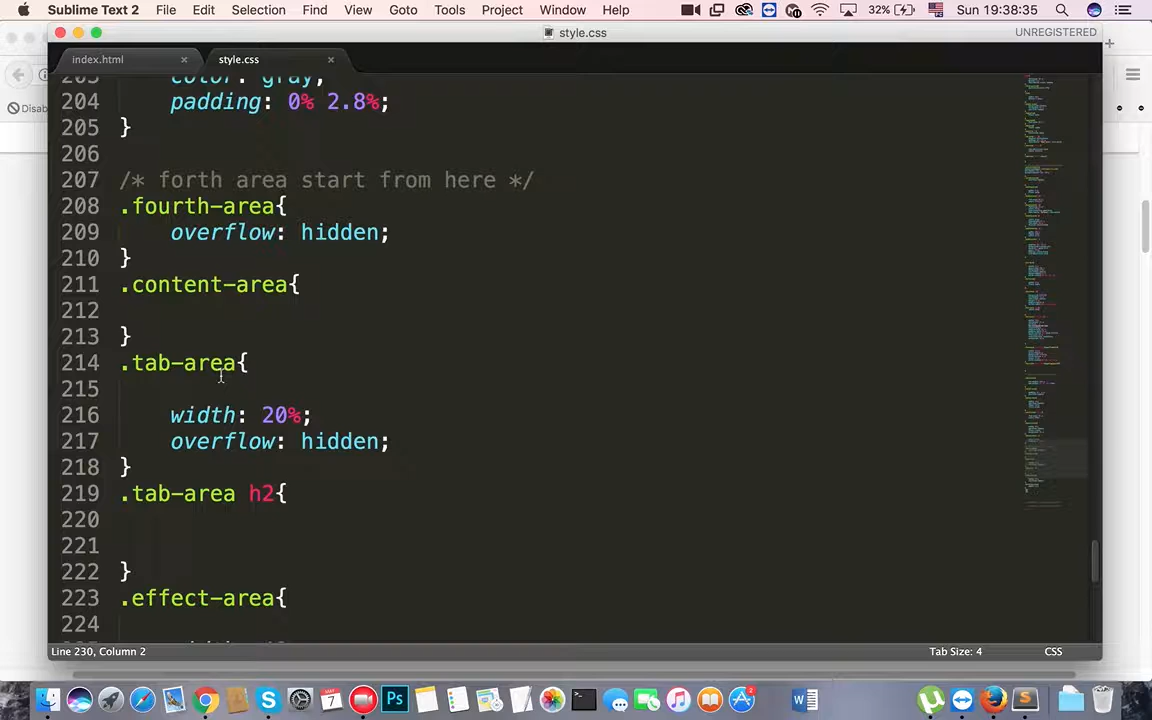 Sublime Text 2 File Edit Selection Find View Goto Tools Project Window Help 32% Sun 19:38:35
style.css UNREGISTERED
index.html × style.css ×
Disab
203 color: gray;
204 padding: 0% 2.8%;
205 }
206
207 /* forth area start from here */
208 .fourth-area{
209 overflow: hidden;
210 }
211 .content-area{
212
213 }
214 .tab-area{
215
216 width: 20%;
217 overflow: hidden;
218 }
219 .tab-area h2{
220
221
222 }
223 .effect-area{
224
Line 230, Column 2 Tab Size: 4 CSS